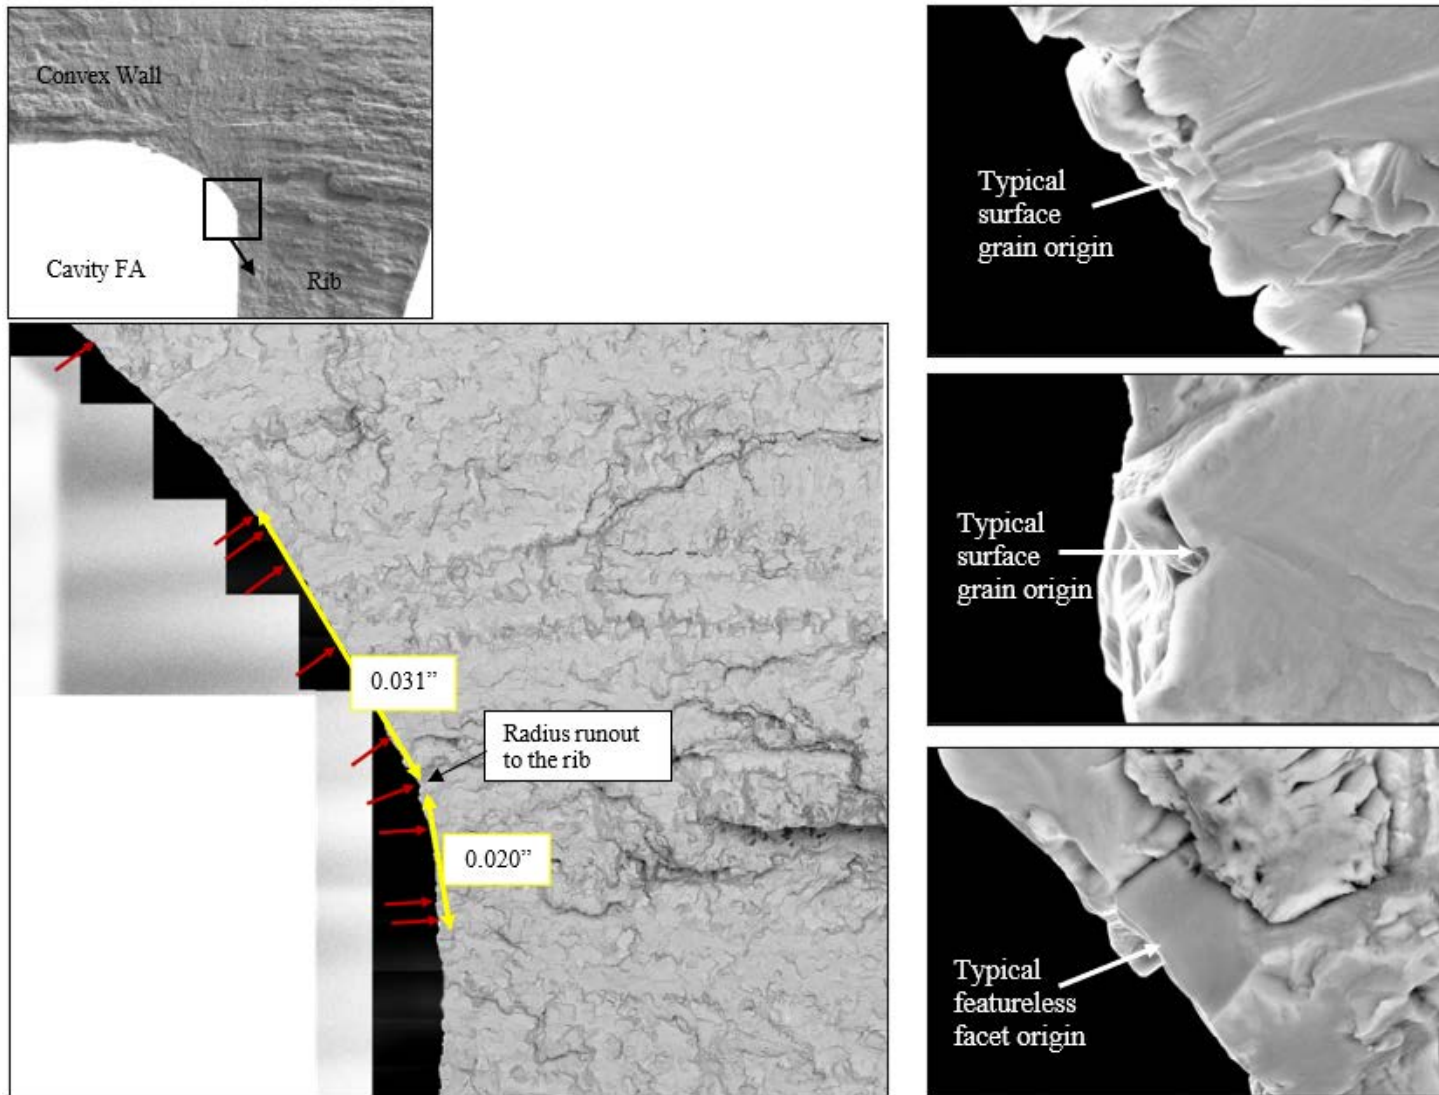 Convex Wall
Cavity FA
Rib
0.031”
Radius runout
to the rib
0.020”
Typical
surface
grain origin
Typical
surface
grain origin
Typical
featureless
facet origin